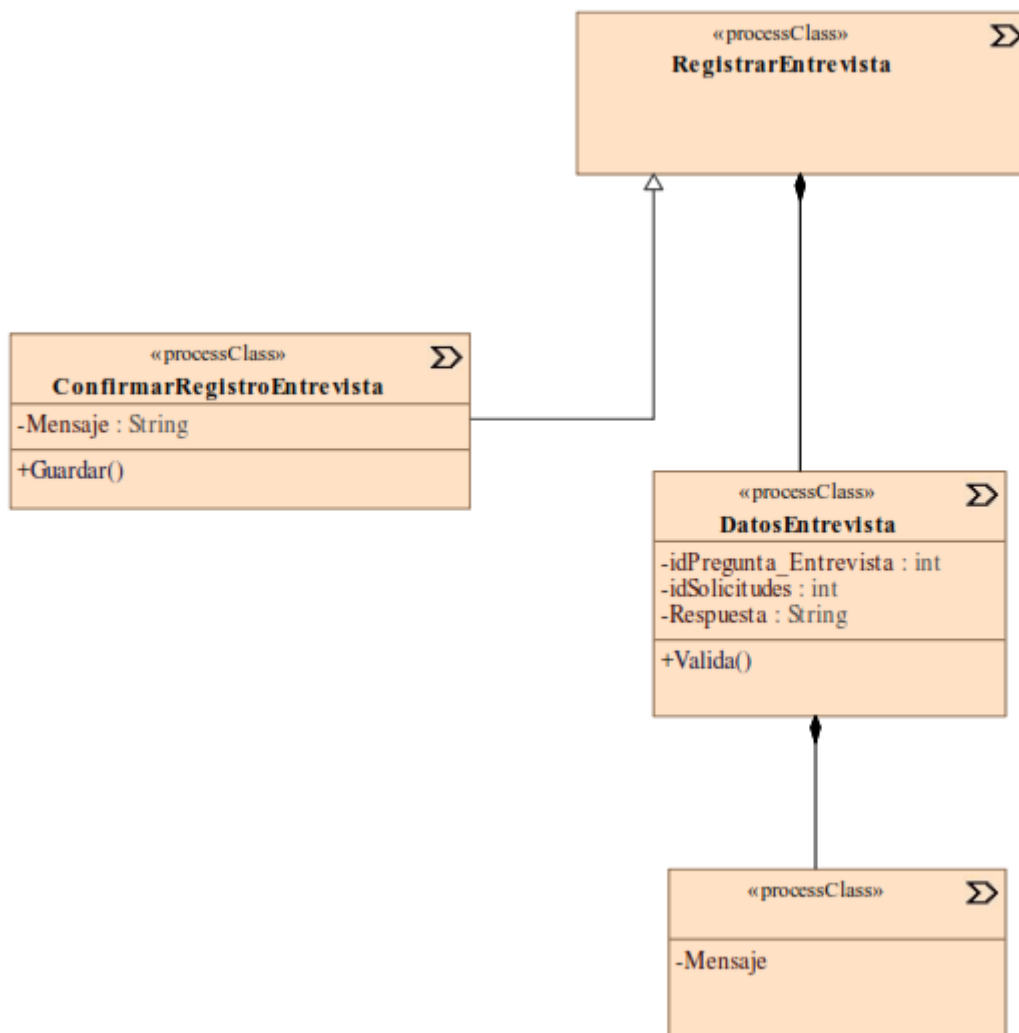 «processClass»
RegistrarEntrevista
«processClass»
ConfirmarRegistroEntrevista
-Mensaje : String
+Guardar()
«processClass»
DatosEntrevista
-idPregunta_Entrevista : int
-idSolicitudes : int
-Respuesta : String
+Valida()
«processClass»
-Mensaje